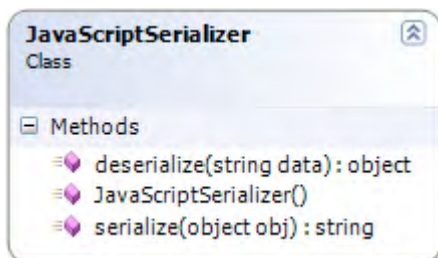 JavaScriptSerializer
Class
Methods
deserialize(string data) : object
JavaScriptSerializer()
serialize(object obj) : string